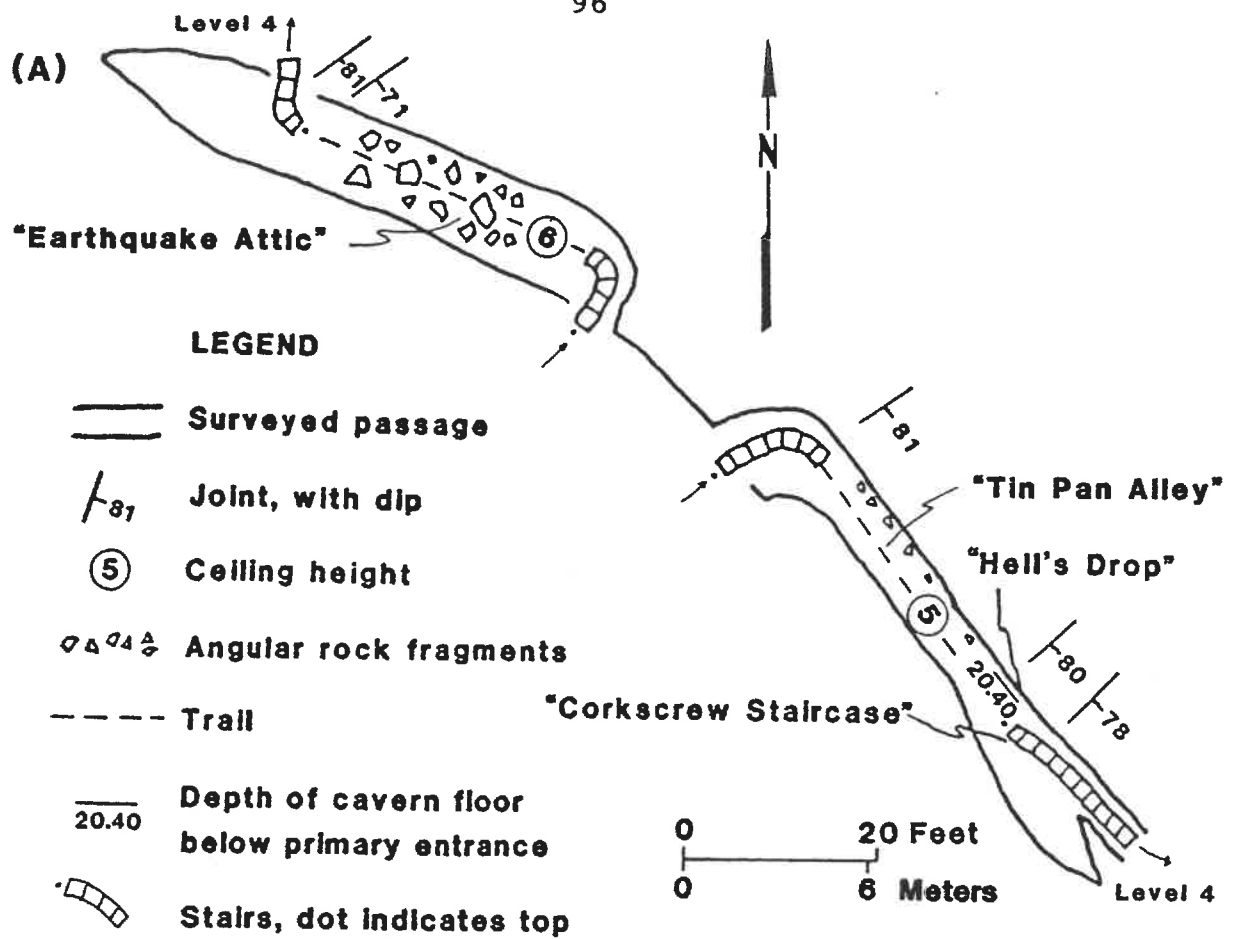 96
Level 4
(A)
81
71
N
"Earthquake Attic"
6
LEGEND
Surveyed passage
81
Joint, with dip
5
Ceiling height
Angular rock fragments
Trail
20.40
Depth of cavern floor
below primary entrance
Stairs, dot indicates top
81
"Tin Pan Alley"
"Hell's Drop"
5
80
20.40
78
"Corkscrew Staircase"
0
20 Feet
0
6
Meters
Level 4